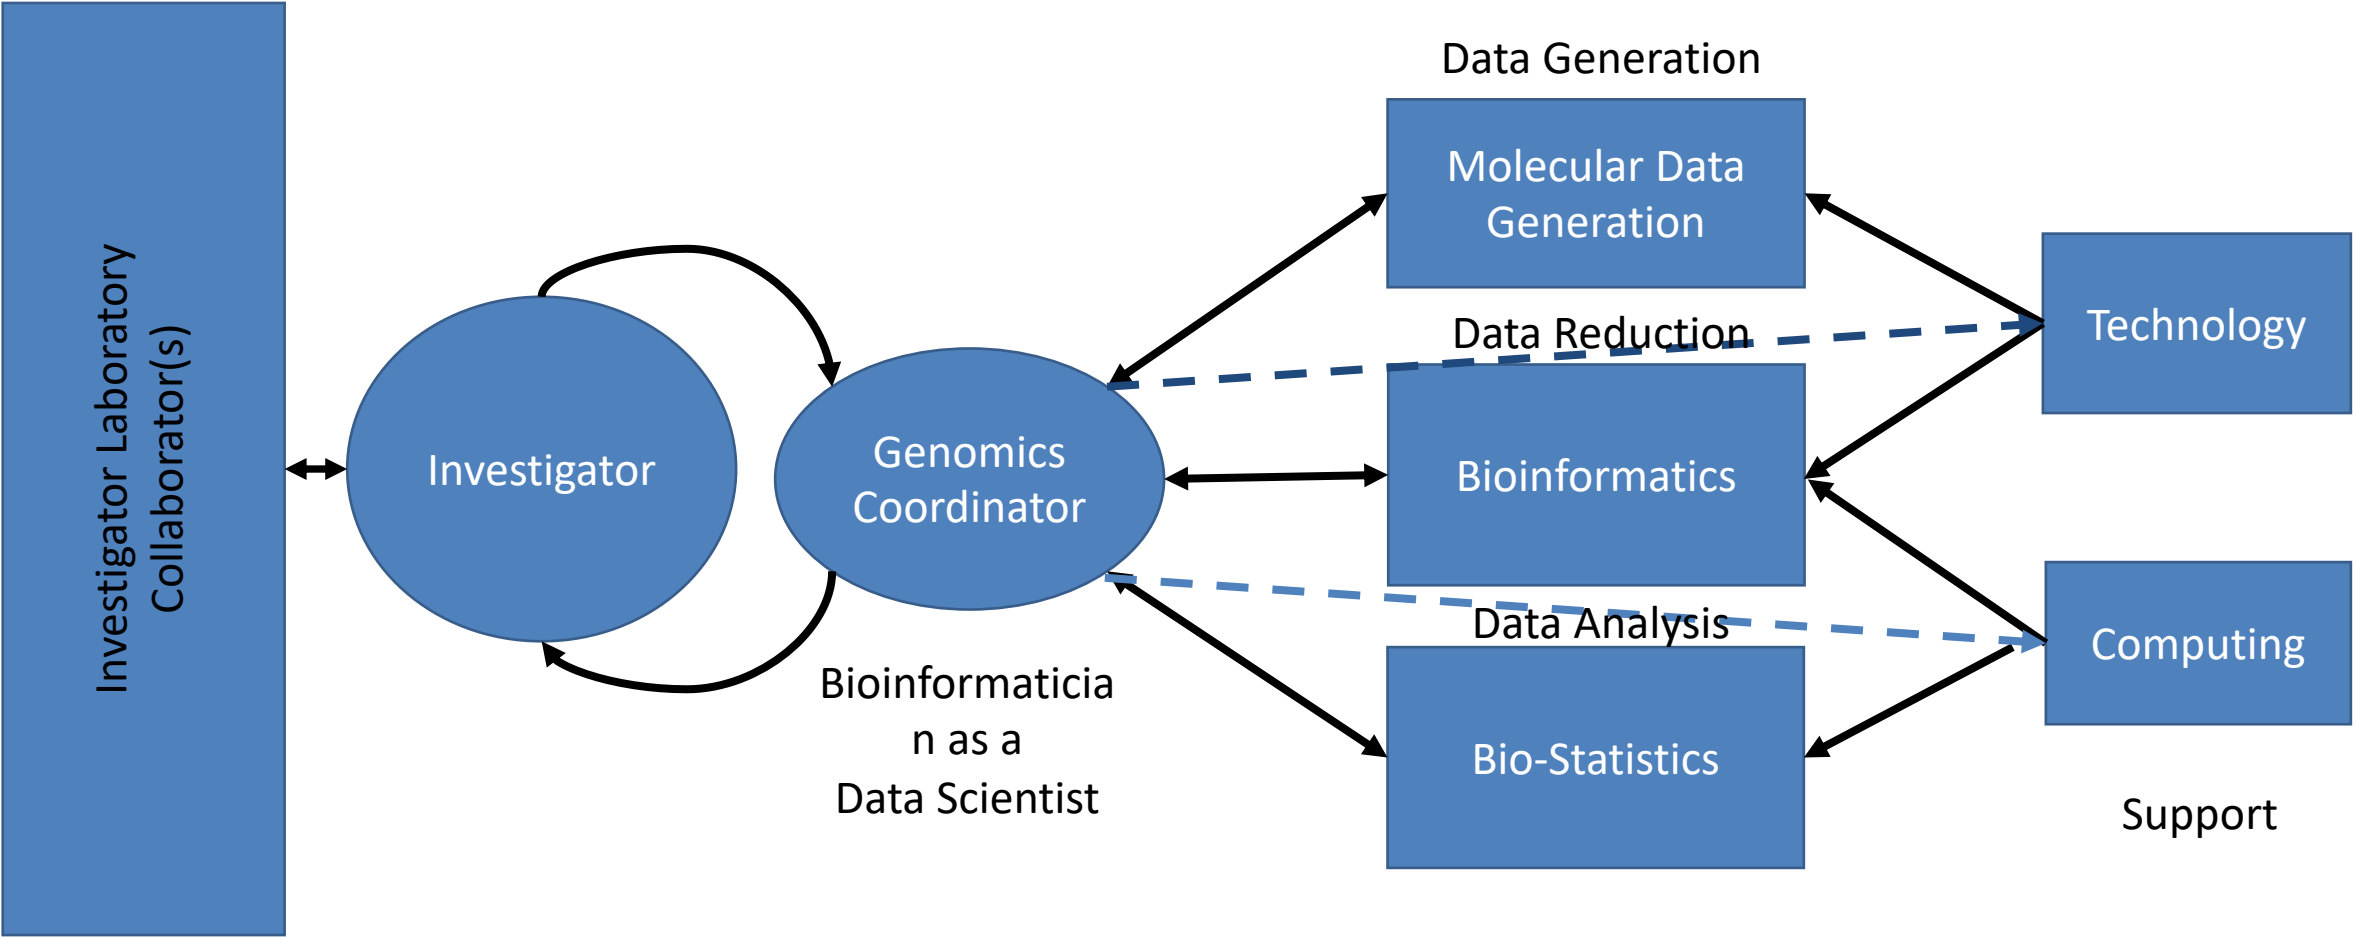 Investigator Laboratory
Collaborator(s)
Investigator
Genomics
Coordinator
Bioinformaticia
n as a
Data Scientist
Data Generation
Molecular Data
Generation
Data Reduction
Bioinformatics
Data Analysis
Bio-Statistics
Technology
Computing
Support